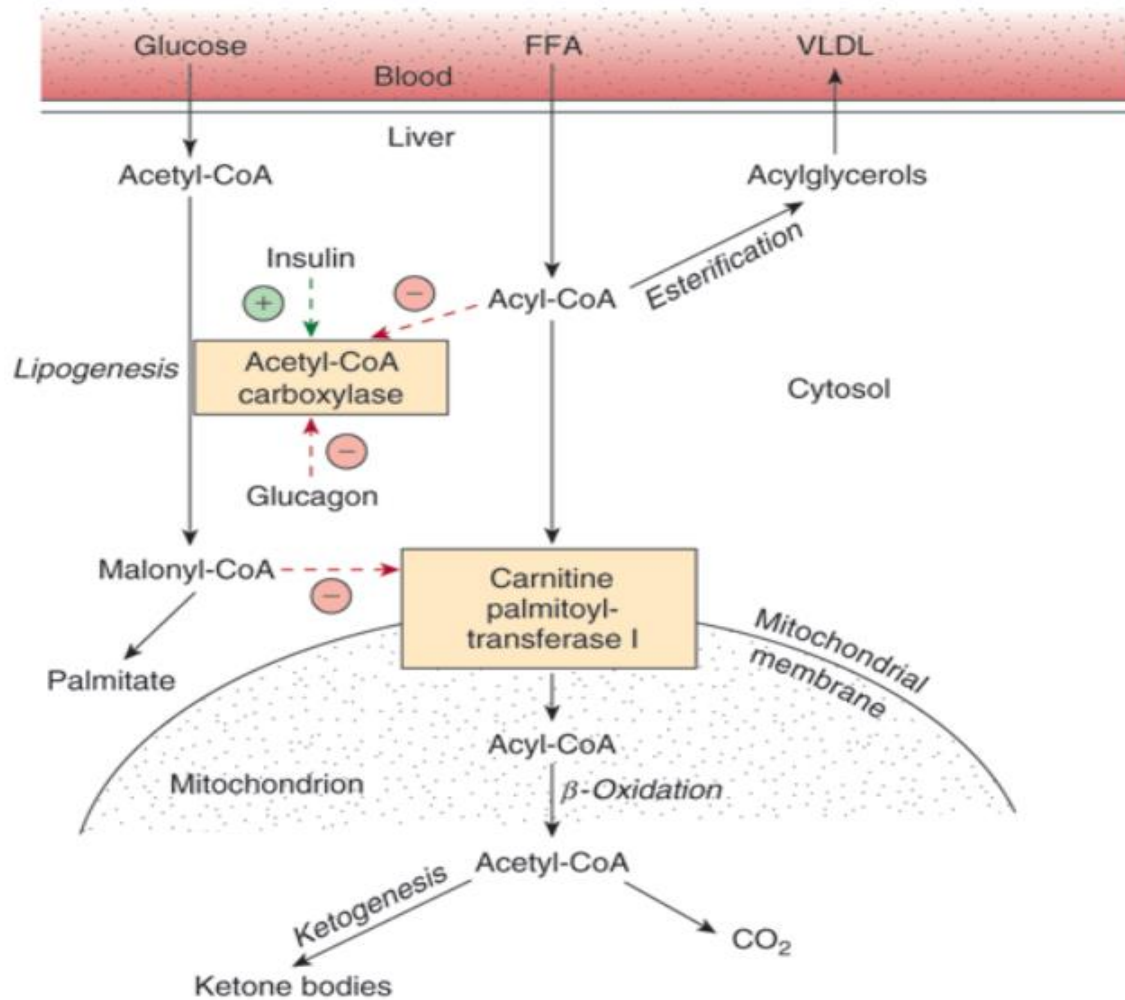 Glucose
FFA
VLDL
Blood
Liver
Acetyl-CoA
Acylglycerols
Insulin
Esterification
+
−
Acyl-CoA
Lipogenesis
Acetyl-CoA
carboxylase
Cytosol
−
Glucagon
Malonyl-CoA
−
Carnitine
palmitoyl-
transferase I
Mitochondrial
membrane
Palmitate
Acyl-CoA
Mitochondrion
β-Oxidation
Acetyl-CoA
Ketogenesis
CO₂
Ketone bodies